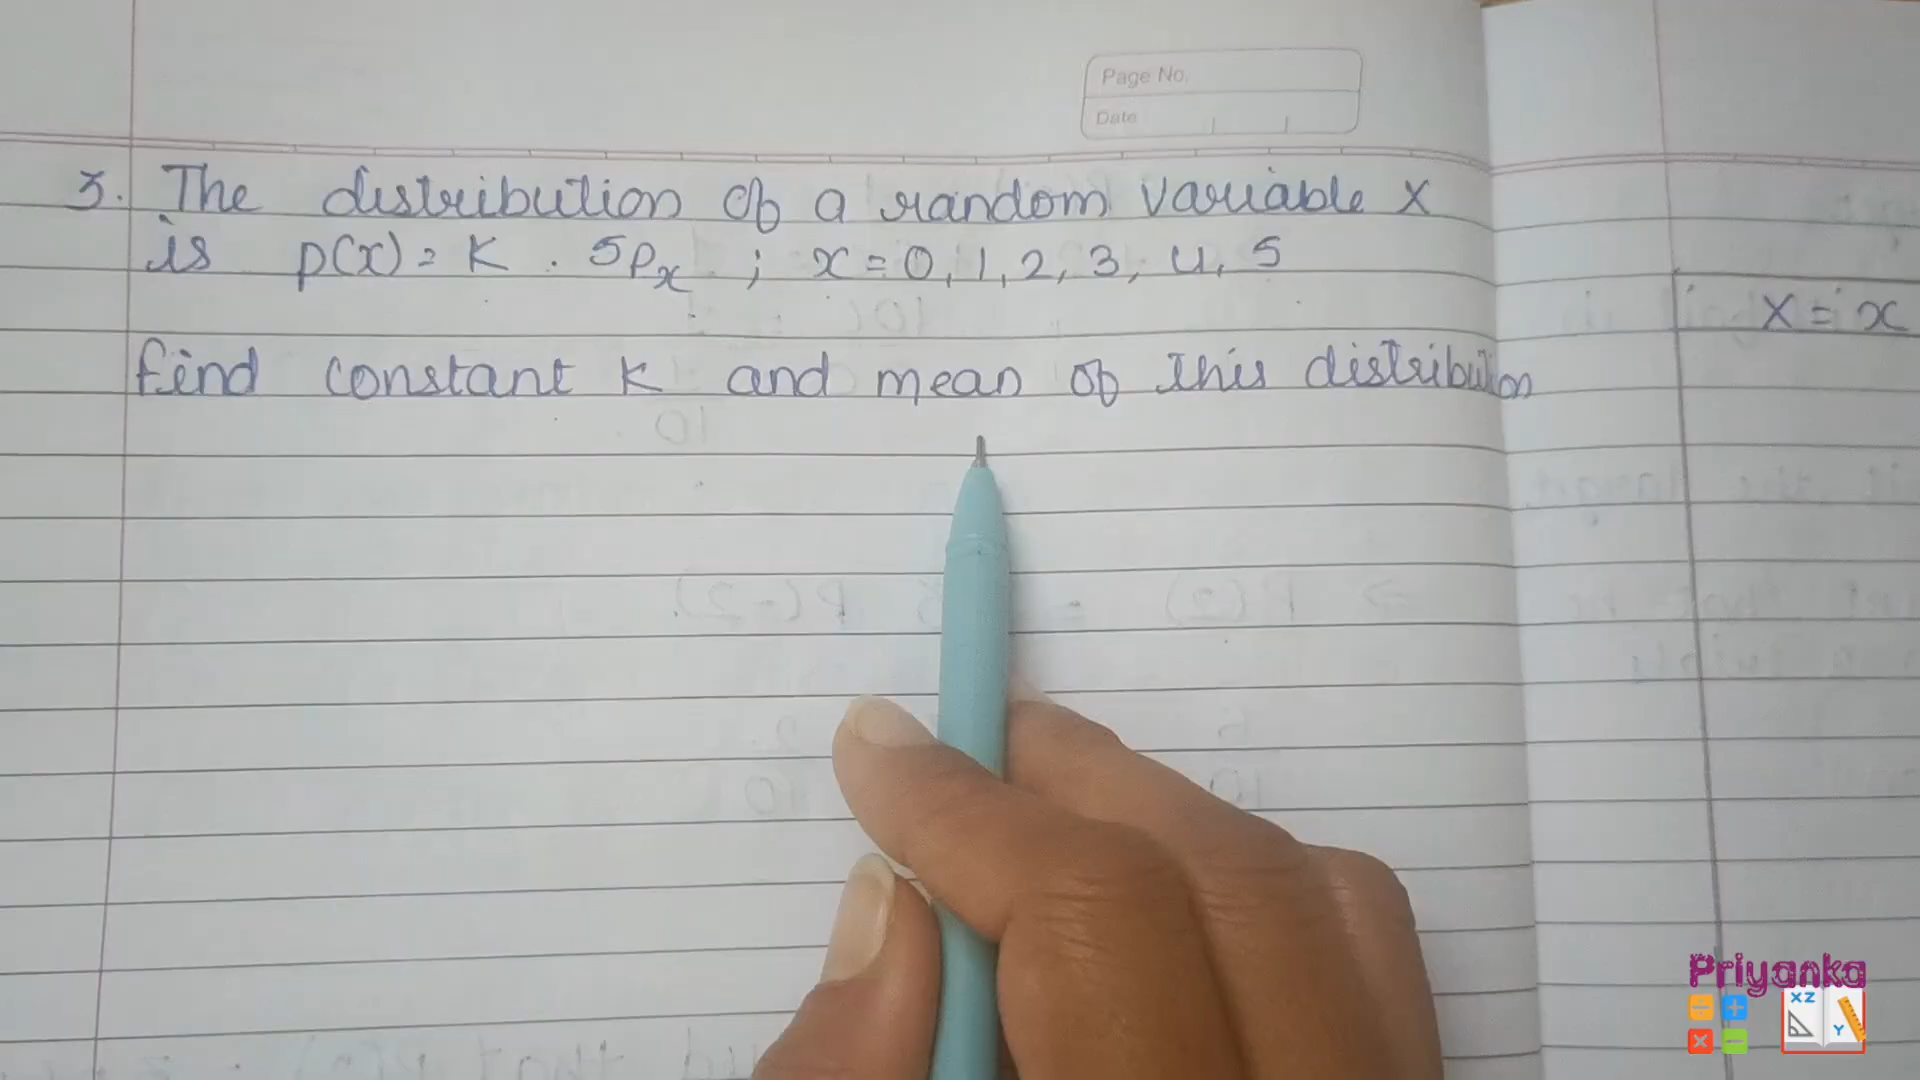 Page No.
Date
3. The distribution of a random variable X
is p(x) = K . 5Px ; x = 0, 1, 2, 3, 4, 5
X = x
find constant K and mean of this distribution
Priyanka
XZ
Y